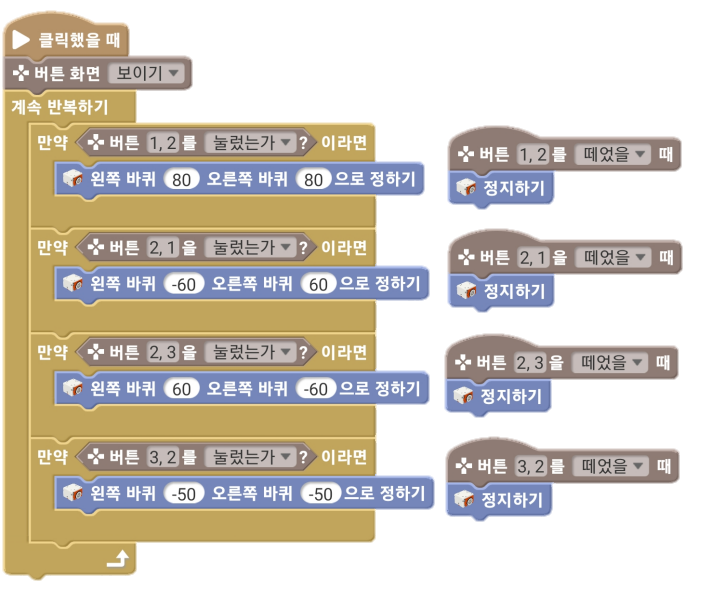 클릭했을 때
버튼 화면 보이기
계속 반복하기
만약 버튼 1, 2 를 눌렀는가 ? 이라면
왼쪽 바퀴 80 오른쪽 바퀴 80 으로 정하기
만약 버튼 2, 1 을 눌렀는가 ? 이라면
왼쪽 바퀴 -60 오른쪽 바퀴 60 으로 정하기
만약 버튼 2, 3 을 눌렀는가 ? 이라면
왼쪽 바퀴 60 오른쪽 바퀴 -60 으로 정하기
만약 버튼 3, 2 를 눌렀는가 ? 이라면
왼쪽 바퀴 -50 오른쪽 바퀴 -50 으로 정하기
버튼 1, 2 를 떼었을 때
정지하기
버튼 2, 1 을 떼었을 때
정지하기
버튼 2, 3 을 떼었을 때
정지하기
버튼 3, 2 를 떼었을 때
정지하기